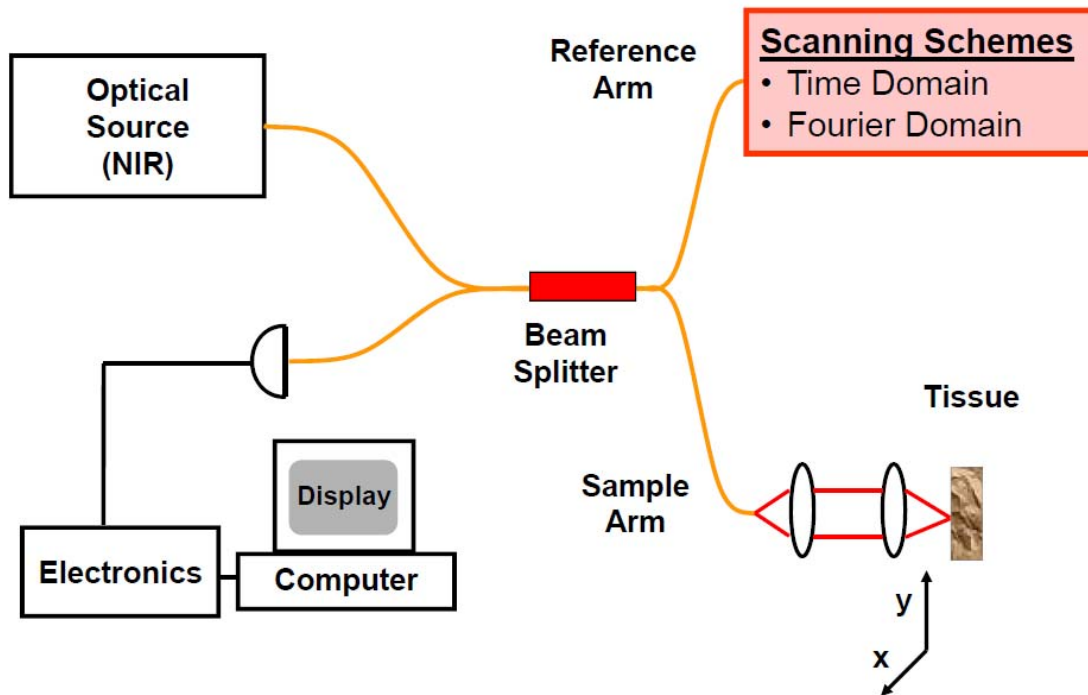 Optical
Source
(NIR)
Reference
Arm
Scanning Schemes
• Time Domain
• Fourier Domain
Beam
Splitter
Tissue
Sample
Arm
Display
Electronics
Computer
y
x